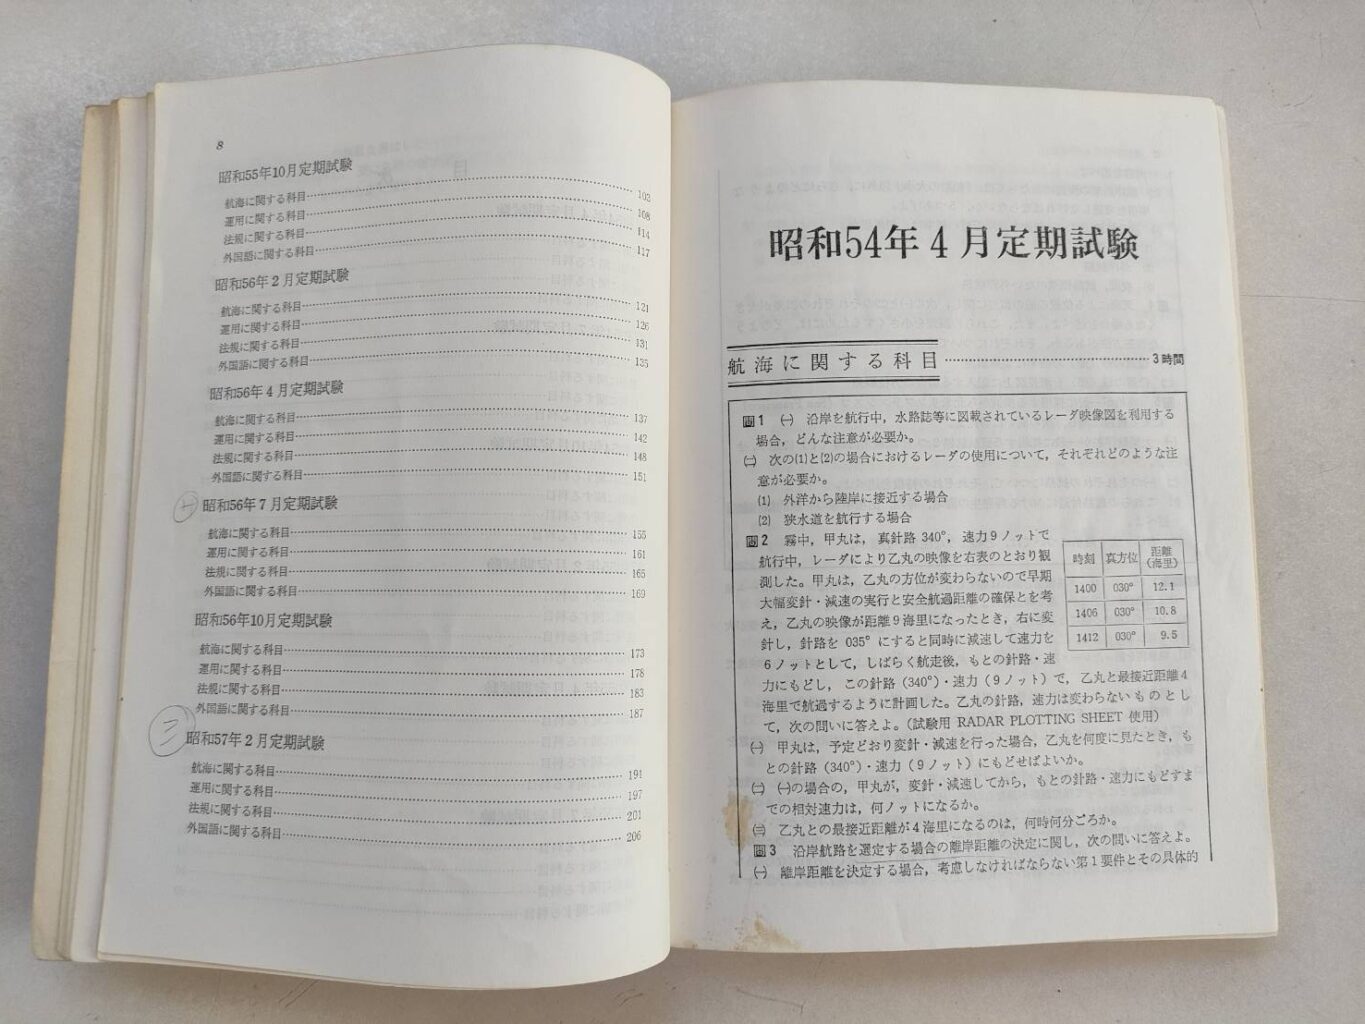 8
昭和55年10月定期試験
航海に関する科目……103
運用に関する科目……108
法規に関する科目……114
外国語に関する科目……117
昭和56年2月定期試験
航海に関する科目……121
運用に関する科目……126
法規に関する科目……131
外国語に関する科目……135
昭和56年4月定期試験
航海に関する科目……137
運用に関する科目……142
法規に関する科目……148
外国語に関する科目……151
昭和56年7月定期試験
航海に関する科目……155
運用に関する科目……161
法規に関する科目……165
外国語に関する科目……169
昭和56年10月定期試験
航海に関する科目……173
運用に関する科目……178
法規に関する科目……183
外国語に関する科目……187
三
昭和57年2月定期試験
航海に関する科目……191
運用に関する科目……197
法規に関する科目……201
外国語に関する科目……206
昭和54年4月定期試験
航海に関する科目……3時間
問1 ㈠ 沿岸を航行中，水路誌等に図載されているレーダ映像図を利用する
場合，どんな注意が必要か。
㈡ 次の⑴と⑵の場合におけるレーダの使用について，それぞれどのような注
意が必要か。
⑴ 外洋から陸岸に接近する場合
⑵ 狭水道を航行する場合
問2 霧中，甲丸は，真針路 340°，速力9ノットで
航行中，レーダにより乙丸の映像を右表のとおり観
測した。甲丸は，乙丸の方位が変わらないので早期
大幅変針・減速の実行と安全航過距離の確保とを考
え，乙丸の映像が距離9海里になったとき，右に変
針し，針路を 035° にすると同時に減速して速力を
6ノットとして，しばらく航走後，もとの針路・速
力にもどし，この針路（340°）・速力（9ノット）で，乙丸と最接近距離4
海里で航過するように計画した。乙丸の針路，速力は変わらないものとし
て，次の問いに答えよ。（試験用 RADAR PLOTTING SHEET 使用）
時刻 真方位 距離（海里）
1400 030° 12.1
1406 030° 10.8
1412 030° 9.5
㈠ 甲丸は，予定どおり変針・減速を行った場合，乙丸を何度に見たとき，も
との針路（340°）・速力（9ノット）にもどせばよいか。
㈡ ㈠の場合の，甲丸が，変針・減速してから，もとの針路・速力にもどすま
での相対速力は，何ノットになるか。
㈢ 乙丸との最接近距離が4海里になるのは，何時何分ごろか。
問3 沿岸航路を選定する場合の離岸距離の決定に関し，次の問いに答えよ。
㈠ 離岸距離を決定する場合，考慮しなければならない第1要件とその具体的